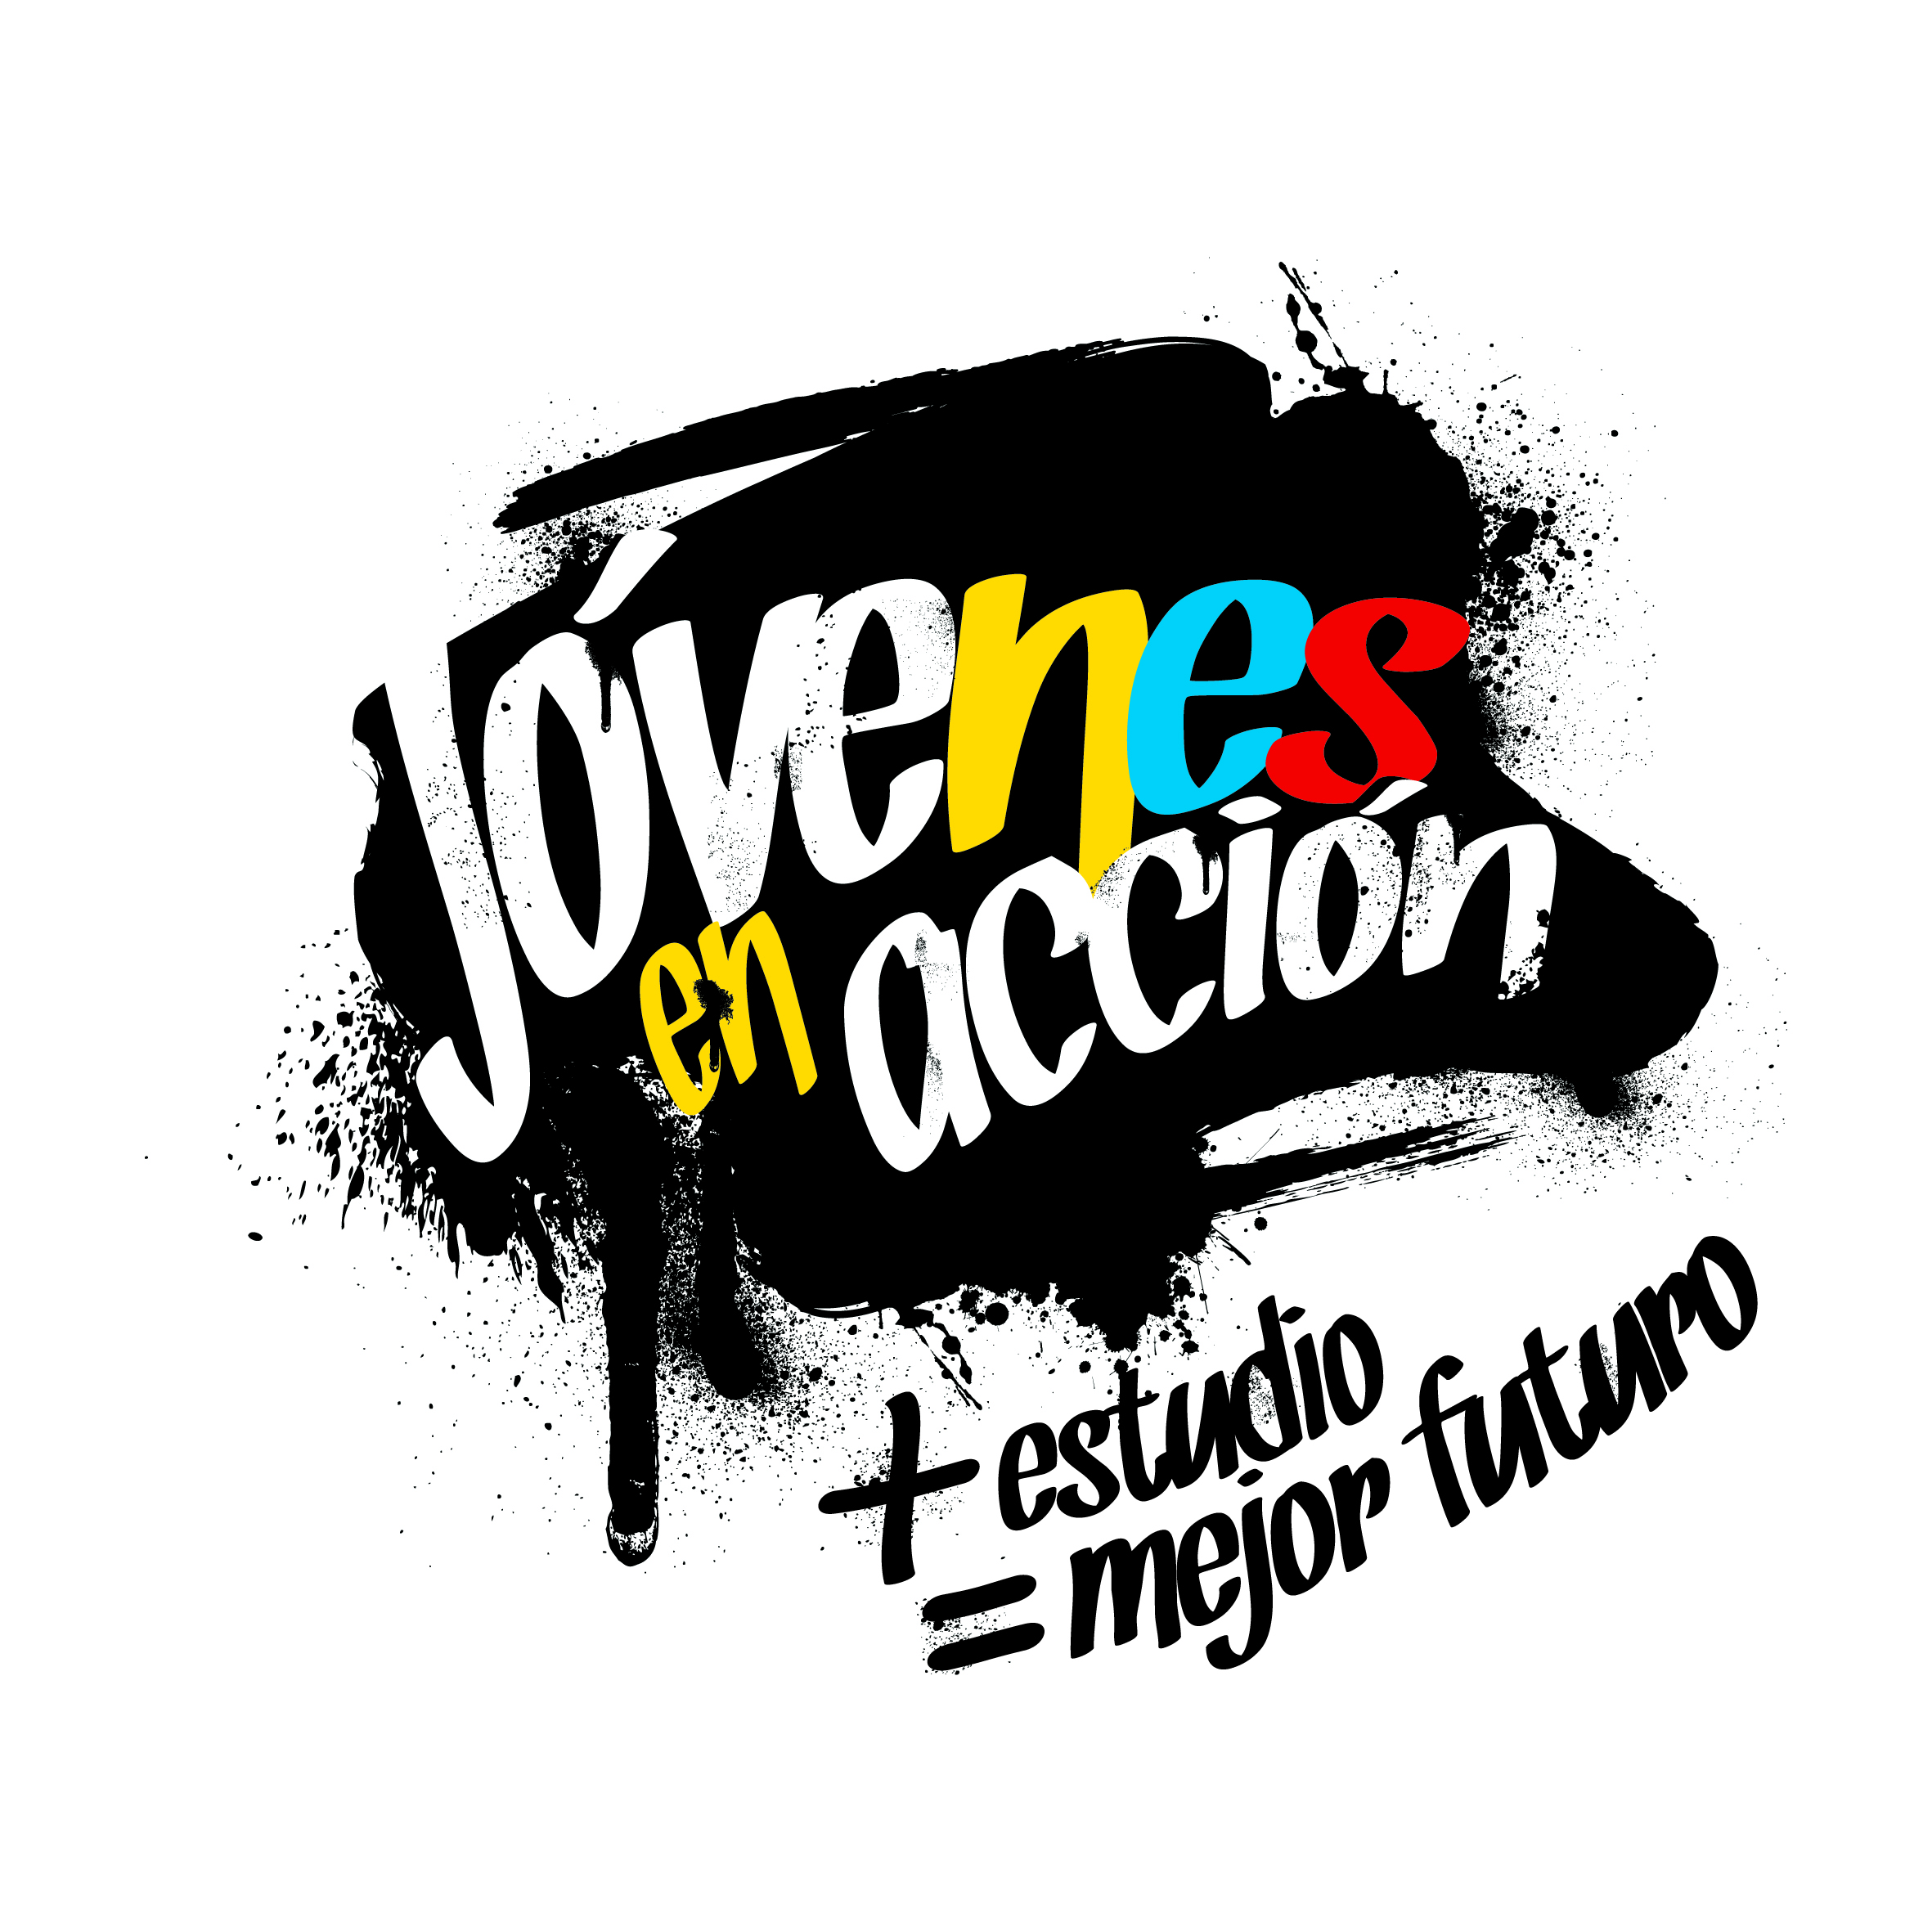 Jóvenes
en acción
+ estudio
= mejor futuro